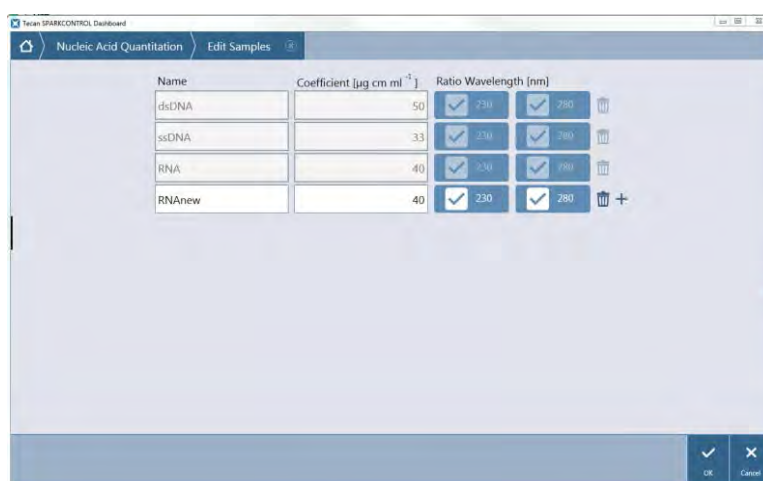 Tecan SPARKCONTROL Dashboard
Nucleic Acid Quantitation Edit Samples
Name Coefficient [µg cm ml⁻¹] Ratio Wavelength [nm]
dsDNA 50 230 280
ssDNA 33 230 280
RNA 40 230 280
RNAnew 40 230 280
OK Cancel